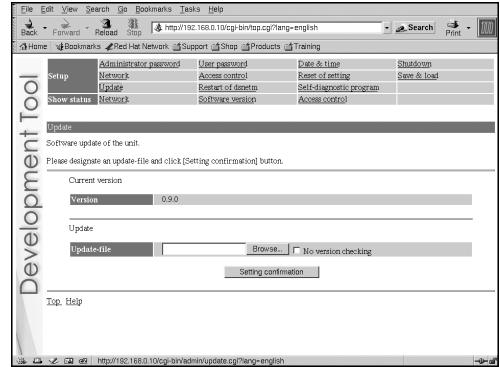 File Edit View Search Go Bookmarks Tasks Help
Back Forward Reload Stop http://192.168.0.10/cgi-bin/top.cgi?lang=english Search Print
Home Bookmarks Red Hat Network Support Shop Products Training
Development Tool
Setup Administrator password User password Date & time Shutdown
Network Access control Reset of setting Save & load
Update Restart of dsnetm Self-diagnostic program
Show status Network Software version Access control
Update
Software update of the unit.
Please designate an update-file and click [Setting confirmation] button.
Current version
Version 0.9.0
Update
Update-file Browse... No version checking
Setting confirmation
Top Help
http://192.168.0.10/cgi-bin/admin/update.cgi?lang=english